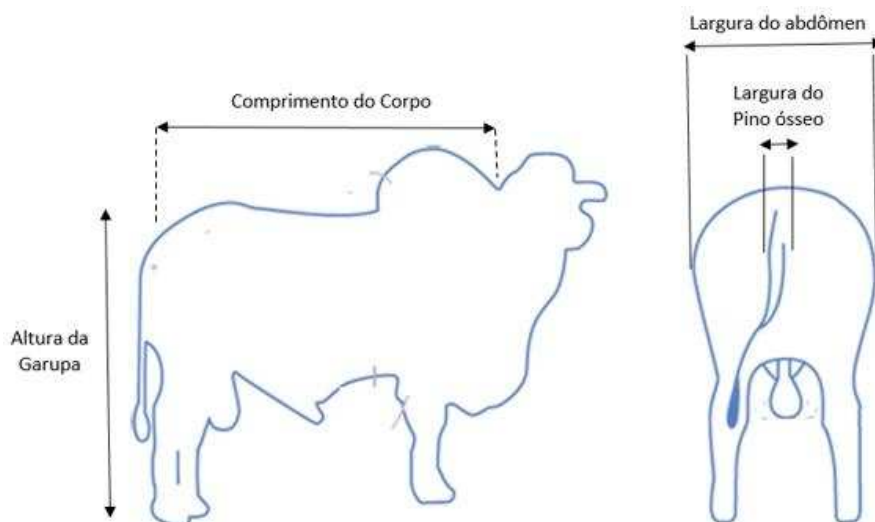 Largura do abdômen
Comprimento do Corpo
Largura do
Pino ósseo
Altura da
Garupa